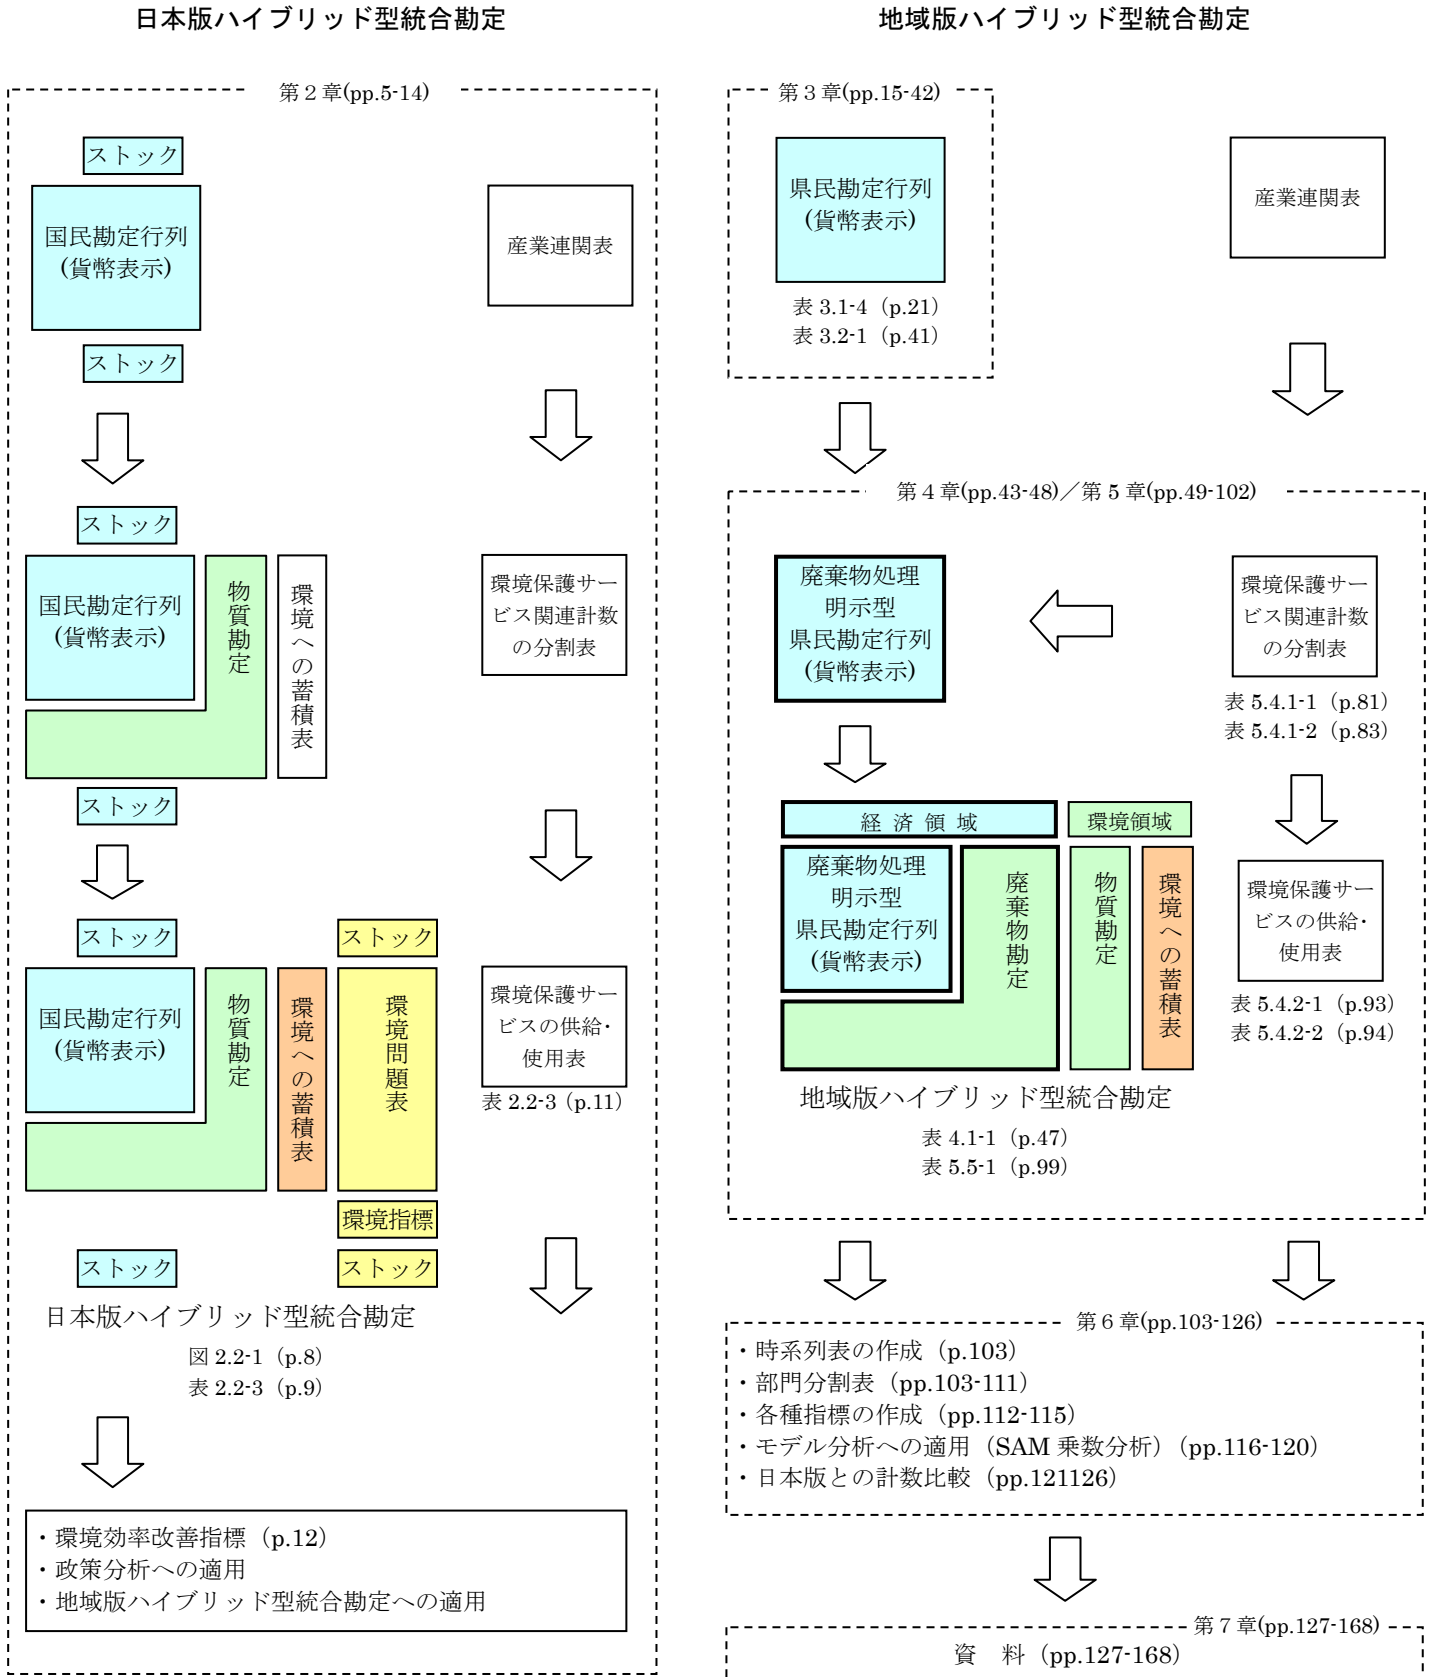 日本版ハイブリッド型統合勘定
第２章(pp.5-14)
ストック
国民勘定行列
(貨幣表示)
ストック
産業連関表
ストック
国民勘定行列
(貨幣表示)
物質勘定
環境への蓄積表
ストック
環境保護サー
ビス関連計数
の分割表
ストック
国民勘定行列
(貨幣表示)
物質勘定
環境への蓄積表
ストック
環境問題表
環境指標
ストック
ストック
環境保護サー
ビスの供給・
使用表
表 2.2-3（p.11）
日本版ハイブリッド型統合勘定
図 2.2-1（p.8）
表 2.2-3（p.9）
・環境効率改善指標（p.12）
・政策分析への適用
・地域版ハイブリッド型統合勘定への適用
地域版ハイブリッド型統合勘定
第３章(pp.15-42)
県民勘定行列
(貨幣表示)
表 3.1-4（p.21）
表 3.2-1（p.41）
産業連関表
第４章(pp.43-48)／第５章(pp.49-102)
廃棄物処理
明示型
県民勘定行列
(貨幣表示)
環境保護サー
ビス関連計数
の分割表
表 5.4.1-1（p.81）
表 5.4.1-2（p.83）
経 済 領 域
環境領域
廃棄物処理
明示型
県民勘定行列
(貨幣表示)
廃棄物勘定
物質勘定
環境への蓄積表
環境保護サー
ビスの供給・
使用表
表 5.4.2-1（p.93）
表 5.4.2-2（p.94）
地域版ハイブリッド型統合勘定
表 4.1-1（p.47）
表 5.5-1（p.99）
第６章(pp.103-126)
・時系列表の作成（p.103）
・部門分割表（pp.103-111）
・各種指標の作成（pp.112-115）
・モデル分析への適用（SAM 乗数分析）（pp.116-120）
・日本版との計数比較（pp.121126）
第７章(pp.127-168)
資　料（pp.127-168）